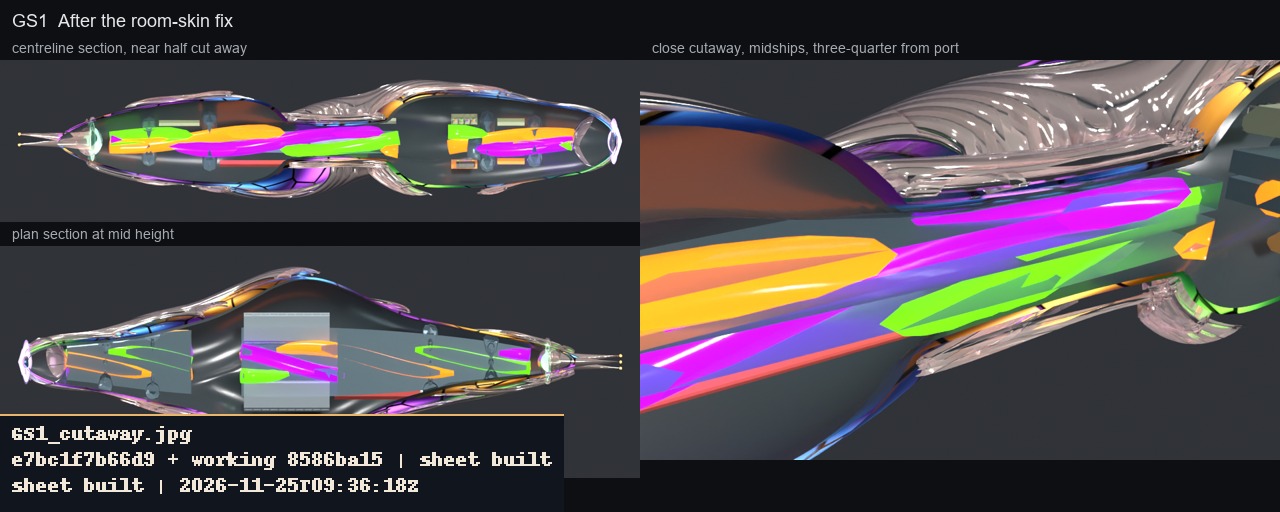 GS1 After the room-skin fix
centreline section, near half cut away
close cutaway, midships, three-quarter from port
plan section at mid height
GS1_cutaway.jpg
e7bc1f7b66d9 + working 8586ba15 | sheet built
sheet built | 2026-11-25T09:36:18Z